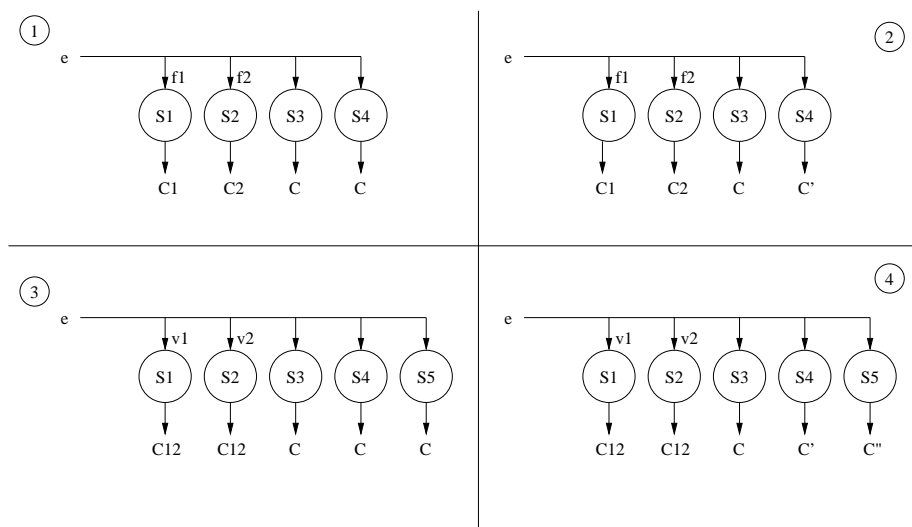 1
e
f1 f2
S1 S2 S3 S4
C1 C2 C C
2
e
f1 f2
S1 S2 S3 S4
C1 C2 C C'
3
e
v1 v2
S1 S2 S3 S4 S5
C12 C12 C C C
4
e
v1 v2
S1 S2 S3 S4 S5
C12 C12 C C' C"